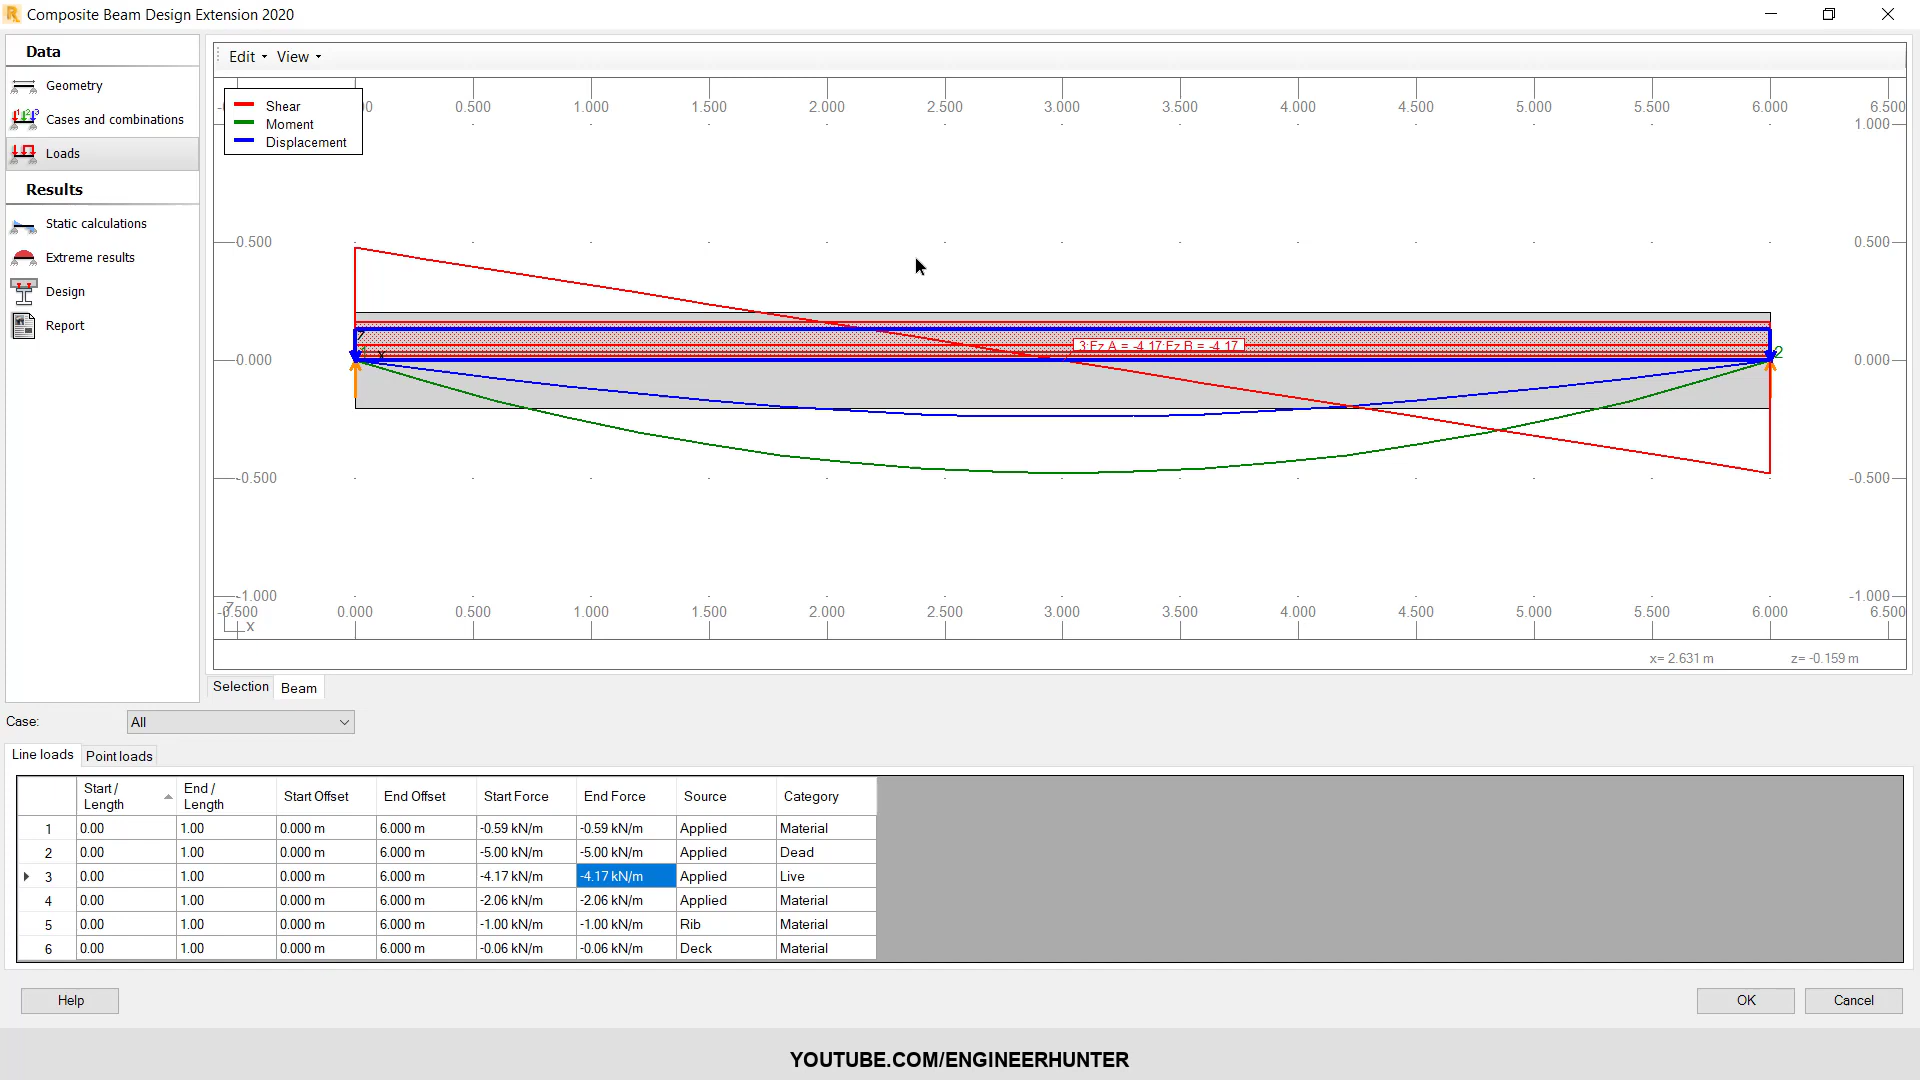 Composite Beam Design Extension 2020
Data
Geometry
Cases and combinations
Loads
Results
Static calculations
Extreme results
Design
Report
Edit View
Shear
Moment
Displacement
0.500 1.000 1.500 2.000 2.500 3.000 3.500 4.000 4.500 5.000 5.500 6.000 6.500
1.000 1.000
0.500 0.500
0.000 0.000
-0.500 -0.500
-1.000 -1.000
3:Fz A = -4.17;Fz B = -4.17
z
x
2
-0.500 0.000 0.500 1.000 1.500 2.000 2.500 3.000 3.500 4.000 4.500 5.000 5.500 6.000 6.500
Z
X
x= 2.631 m z= -0.159 m
Selection Beam
Case: All
Line loads Point loads
Start / Length End / Length Start Offset End Offset Start Force End Force Source Category
1 0.00 1.00 0.000 m 6.000 m -0.59 kN/m -0.59 kN/m Applied Material
2 0.00 1.00 0.000 m 6.000 m -5.00 kN/m -5.00 kN/m Applied Dead
3 0.00 1.00 0.000 m 6.000 m -4.17 kN/m -4.17 kN/m Applied Live
4 0.00 1.00 0.000 m 6.000 m -2.06 kN/m -2.06 kN/m Applied Material
5 0.00 1.00 0.000 m 6.000 m -1.00 kN/m -1.00 kN/m Rib Material
6 0.00 1.00 0.000 m 6.000 m -0.06 kN/m -0.06 kN/m Deck Material
Help OK Cancel
YOUTUBE.COM/ENGINEERHUNTER